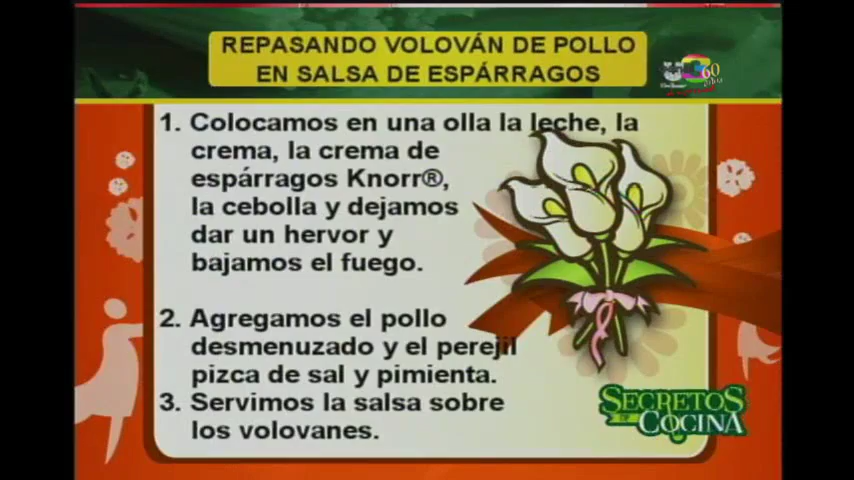 REPASANDO VOLOVÁN DE POLLO
EN SALSA DE ESPÁRRAGOS
60
1. Colocamos en una olla la leche, la
crema, la crema de
espárragos Knorr®,
la cebolla y dejamos
dar un hervor y
bajamos el fuego.
2. Agregamos el pollo
desmenuzado y el perejil
pizca de sal y pimienta.
3. Servimos la salsa sobre
los volovanes.
SECRETOS
DE COCINA